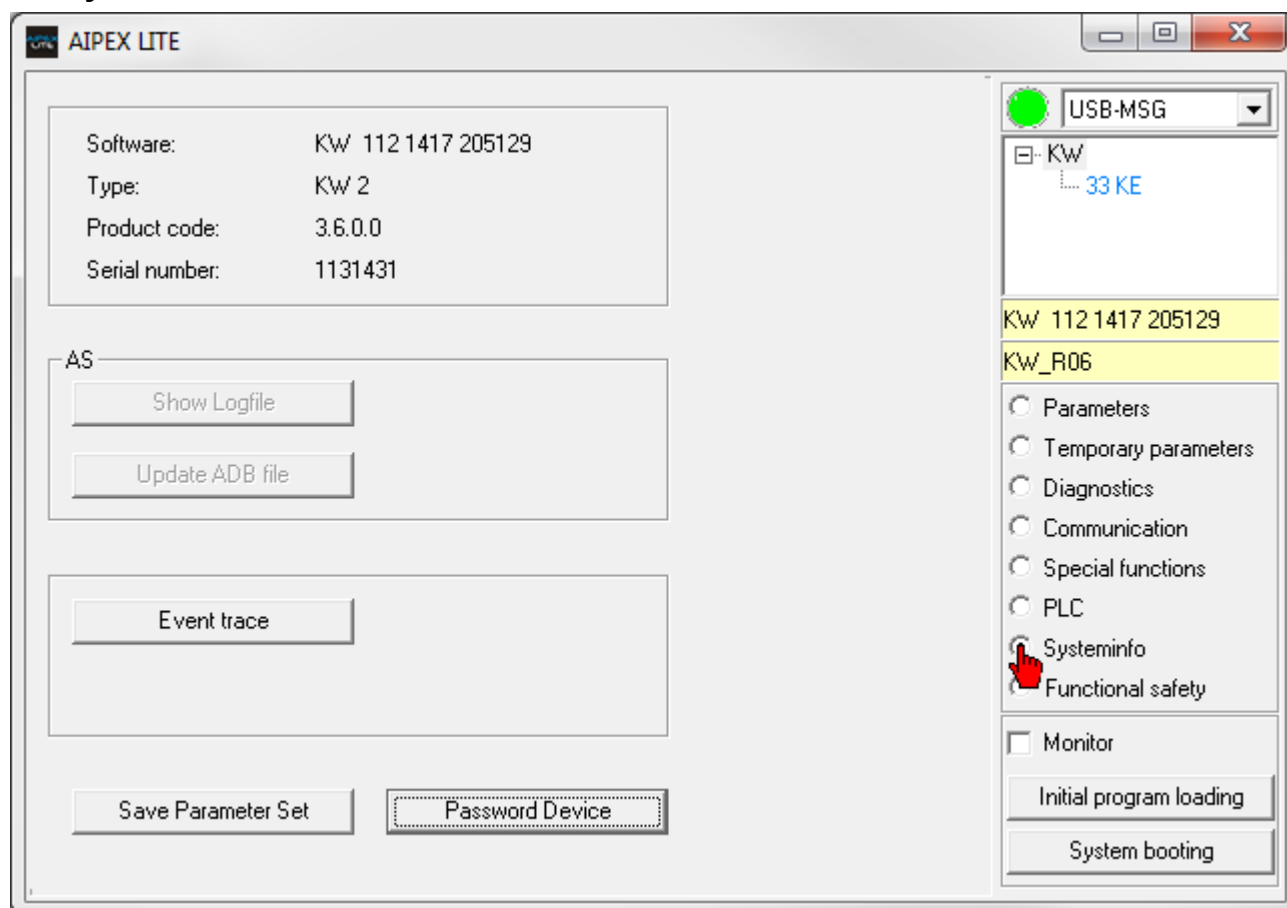 AIPEX LITE
Software: KW 112 1417 205129
Type: KW 2
Product code: 3.6.0.0
Serial number: 1131431
AS
Show Logfile
Update ADB file
Event trace
Save Parameter Set
Password Device
USB-MSG
KW
33 KE
KW 112 1417 205129
KW_R06
Parameters
Temporary parameters
Diagnostics
Communication
Special functions
PLC
Systeminfo
Functional safety
Monitor
Initial program loading
System booting